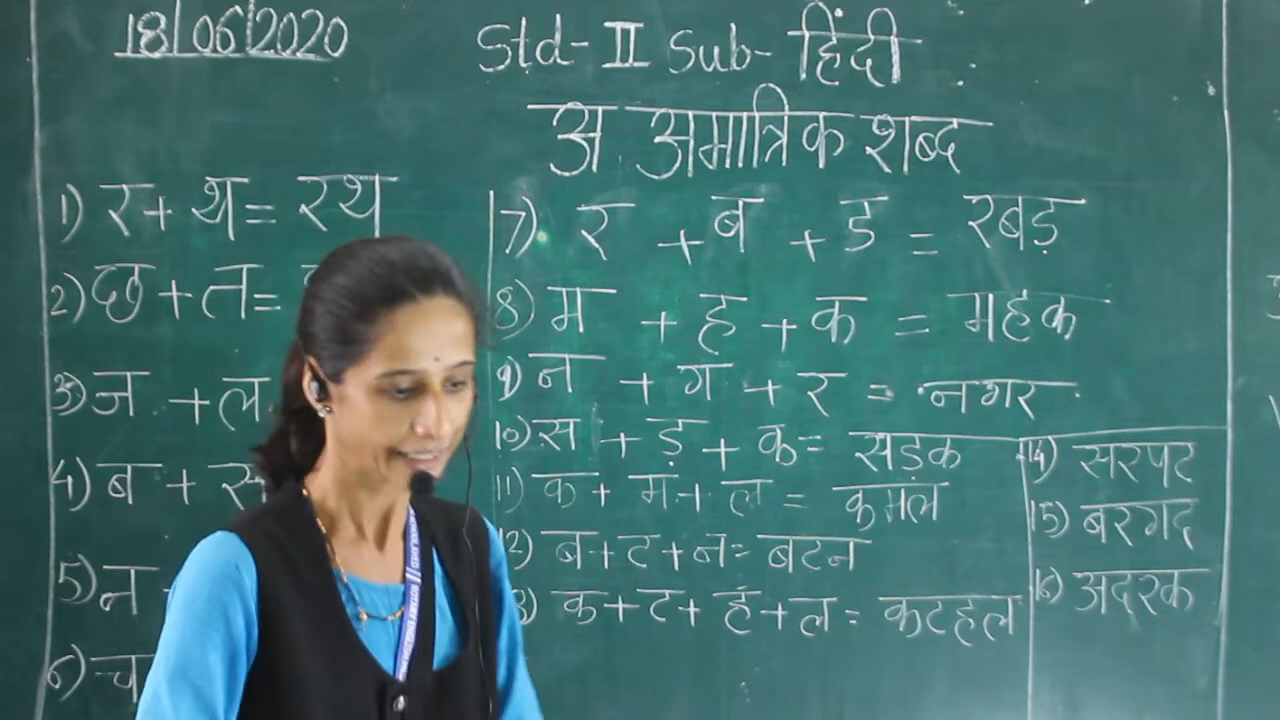 18/06/2020
Std-II Sub-हिंदी
अ अमात्रिक शब्द
1) र + थ = रथ
2) छ + त =
3) ज + ल
4) ब + स
5) न
6) च
7) र + ब + ड = रबड़
8) म + ह + क = महक
9) न + ग + र = नगर
10) स + ड़ + क = सड़क
11) क + म + ल = कमल
12) ब + ट + न = बटन
13) क + ट + ह + ल = कटहल
14) सरपट
15) बरगद
16) अदरक